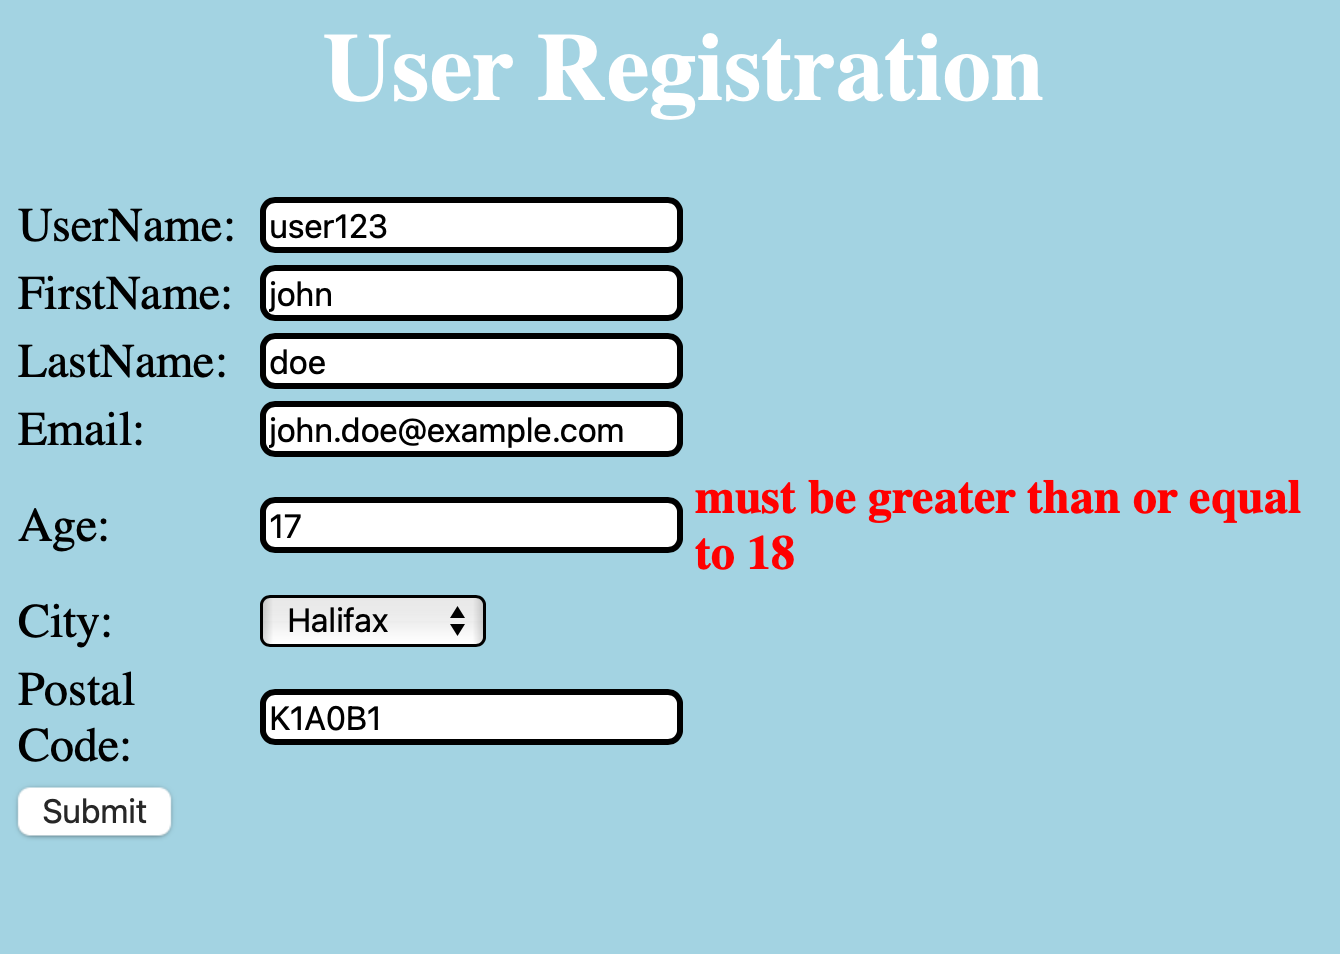 User Registration
UserName: user123
FirstName: john
LastName: doe
Email: john.doe@example.com
Age: 17 must be greater than or equal
to 18
City: Halifax
Postal
Code: K1A0B1
Submit